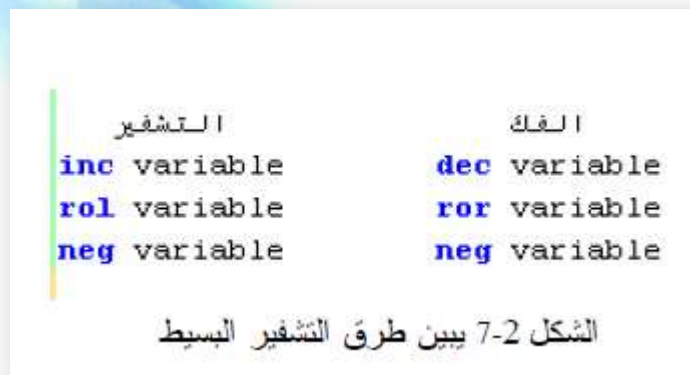 التشفير الفك
inc variable dec variable
rol variable ror variable
neg variable neg variable
الشكل 2-7 يبين طرق التشفير البسيط